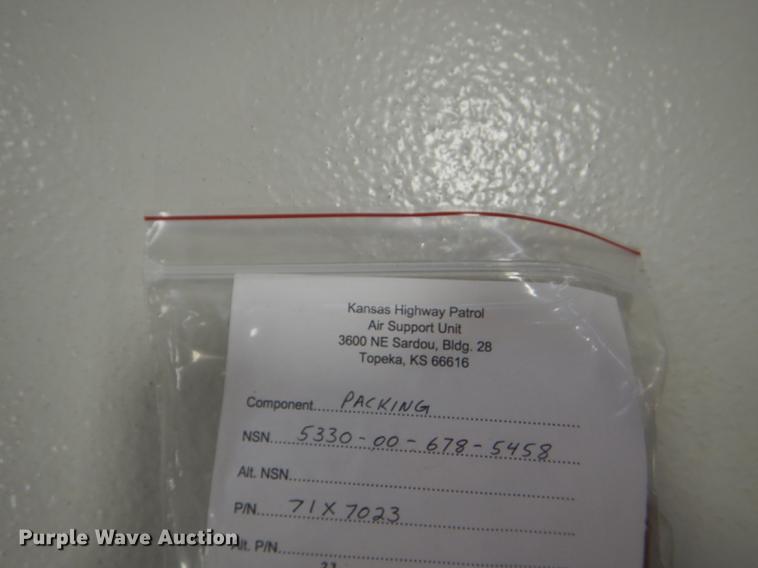 Kansas Highway Patrol
Air Support Unit
3600 NE Sardou, Bldg. 28
Topeka, KS 66616
Component PACKING
NSN 5330-00-678-5458
Alt. NSN
P/N 71X7023
Alt. P/N
Purple Wave Auction